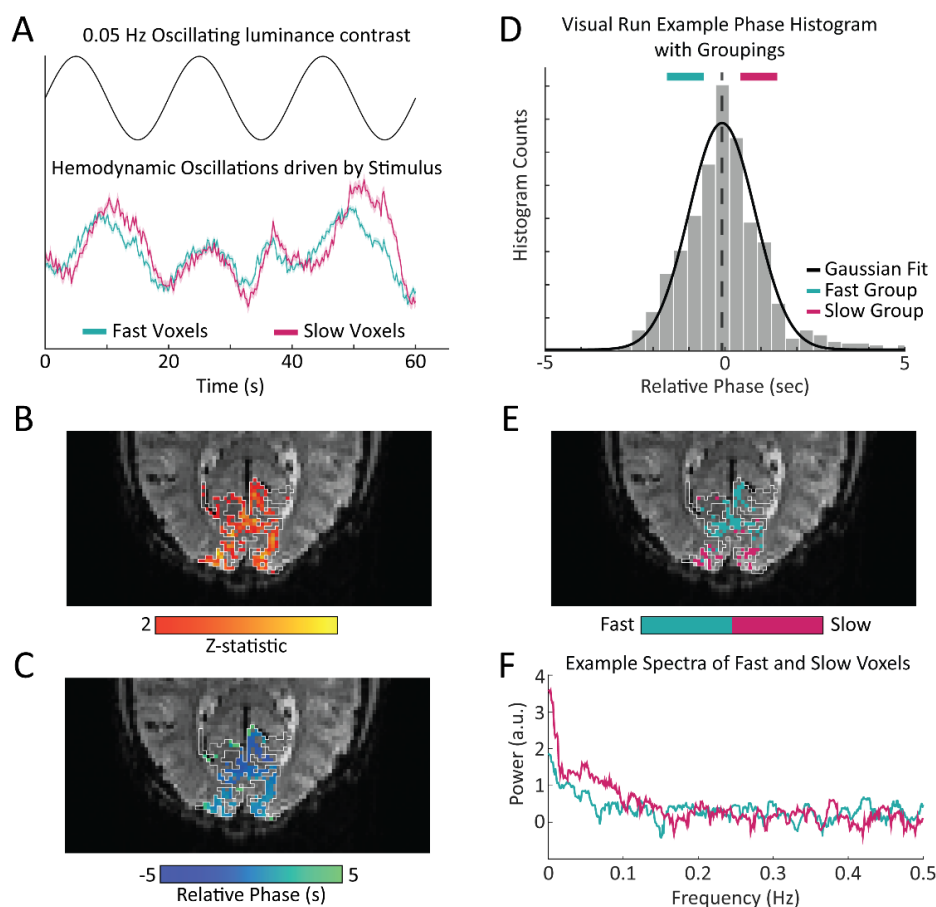 A
0.05 Hz Oscillating luminance contrast
Hemodynamic Oscillations driven by Stimulus
Fast Voxels
Slow Voxels
0 20 40 60
Time (s)
B
2
Z-statistic
C
-5
5
Relative Phase (s)
D
Visual Run Example Phase Histogram
with Groupings
Histogram Counts
Gaussian Fit
Fast Group
Slow Group
-5 0 5
Relative Phase (sec)
E
Fast
Slow
F
Example Spectra of Fast and Slow Voxels
Power (a.u.)
4
3
2
1
0
0 0.1 0.2 0.3 0.4 0.5
Frequency (Hz)